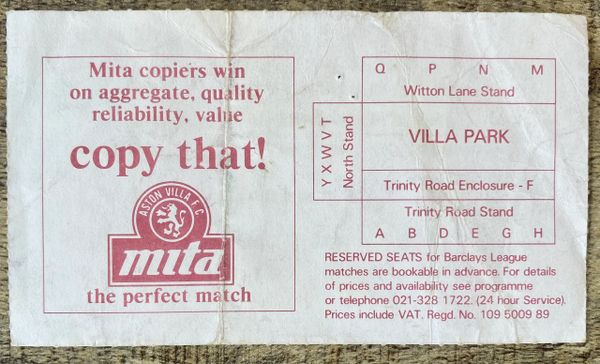 Mita copiers win
on aggregate, quality
reliability, value
copy that!
ASTON VILLA F.C.
mita
the perfect match
Q P N M
Witton Lane Stand
Y X W V T
North Stand
VILLA PARK
Trinity Road Enclosure - F
Trinity Road Stand
A B D E G H
RESERVED SEATS for Barclays League
matches are bookable in advance. For details
of prices and availability see programme
or telephone 021-328 1722. (24 hour Service).
Prices include VAT. Regd. No. 109 5009 89